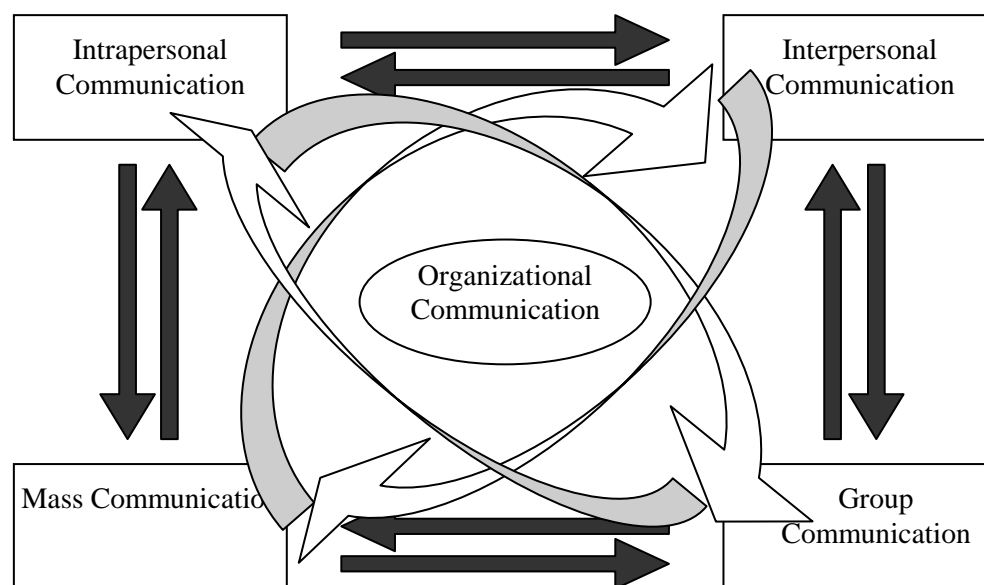 Intrapersonal
Communication
Interpersonal
Communication
Organizational
Communication
Mass Communicatio
Group
Communication